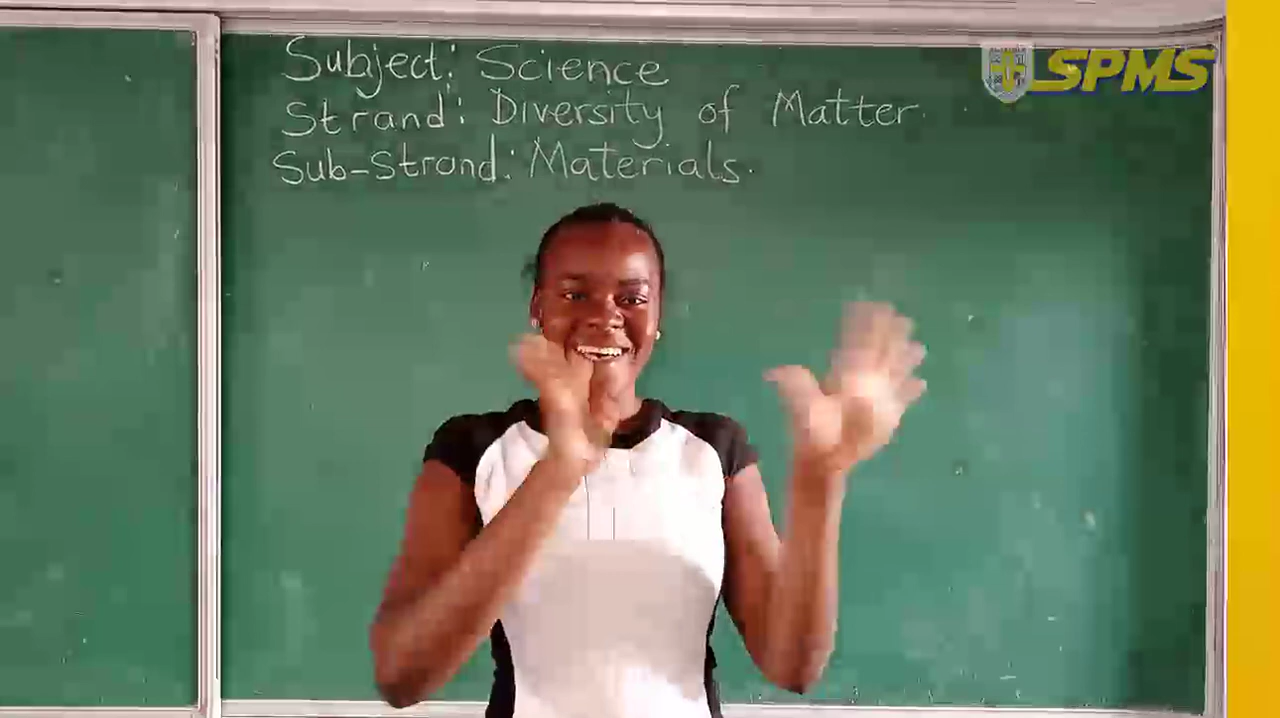 Subject: Science
Strand: Diversity of Matter.
Sub-Strand: Materials.
SPMS